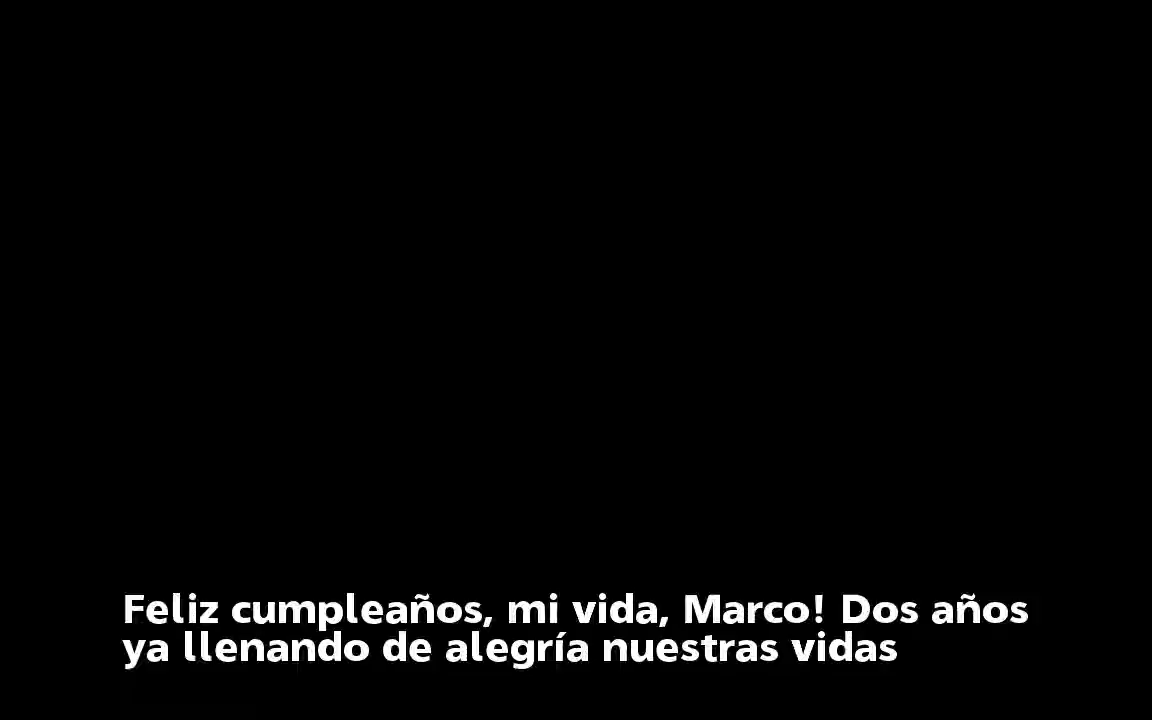 Feliz cumpleaños, mi vida, Marco! Dos años
ya llenando de alegría nuestras vidas